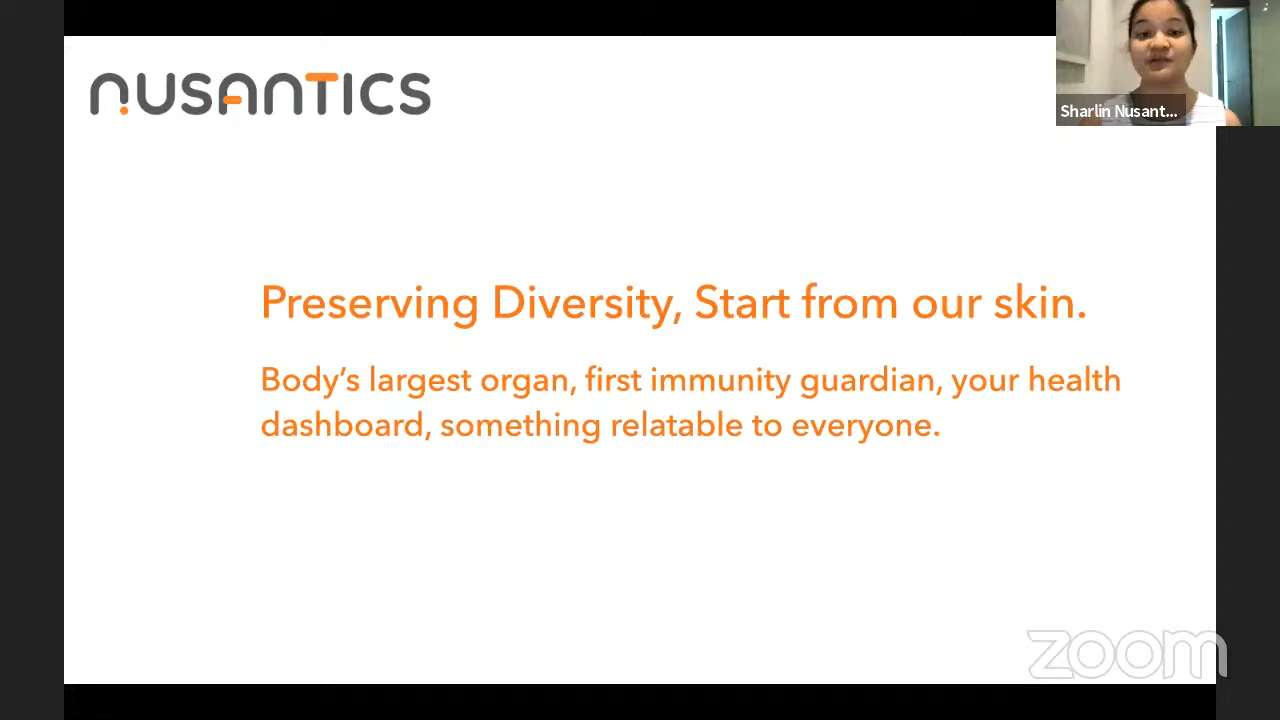 NUSANTICS
Sharlin Nusant...
Preserving Diversity, Start from our skin.
Body's largest organ, first immunity guardian, your health
dashboard, something relatable to everyone.
zoom